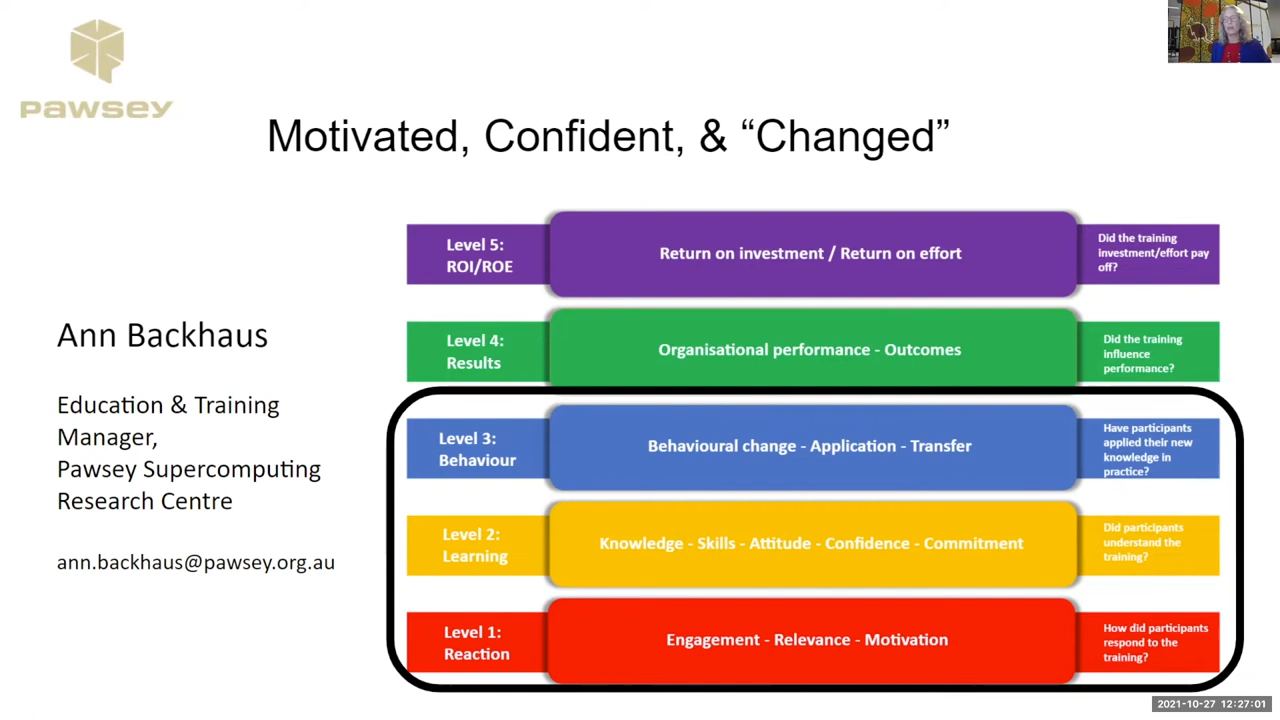 Pawsey
Motivated, Confident, & “Changed”
Ann Backhaus
Education & Training
Manager,
Pawsey Supercomputing
Research Centre
ann.backhaus@pawsey.org.au
Level 5:
ROI/ROE
Return on investment / Return on effort
Did the training
investment/effort pay
off?
Level 4:
Results
Organisational performance - Outcomes
Did the training
influence
performance?
Level 3:
Behaviour
Behavioural change - Application - Transfer
Have participants
applied their new
knowledge in
practice?
Level 2:
Learning
Knowledge - Skills - Attitude - Confidence - Commitment
Did participants
understand the
training?
Level 1:
Reaction
Engagement - Relevance - Motivation
How did participants
respond to the
training?
2021-10-27 12:27:01